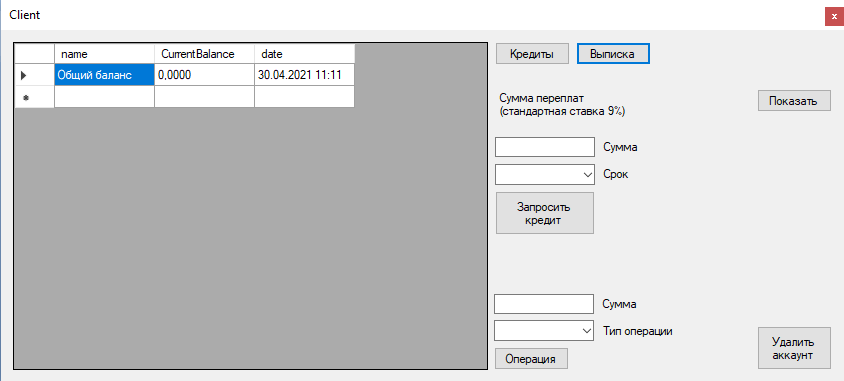 Client
x
name CurrentBalance date
Общий баланс 0,0000 30.04.2021 11:11
Кредиты Выписка
Сумма переплат
(стандартная ставка 9%)
Показать
Сумма
Срок
Запросить
кредит
Сумма
Тип операции
Операция
Удалить
аккаунт